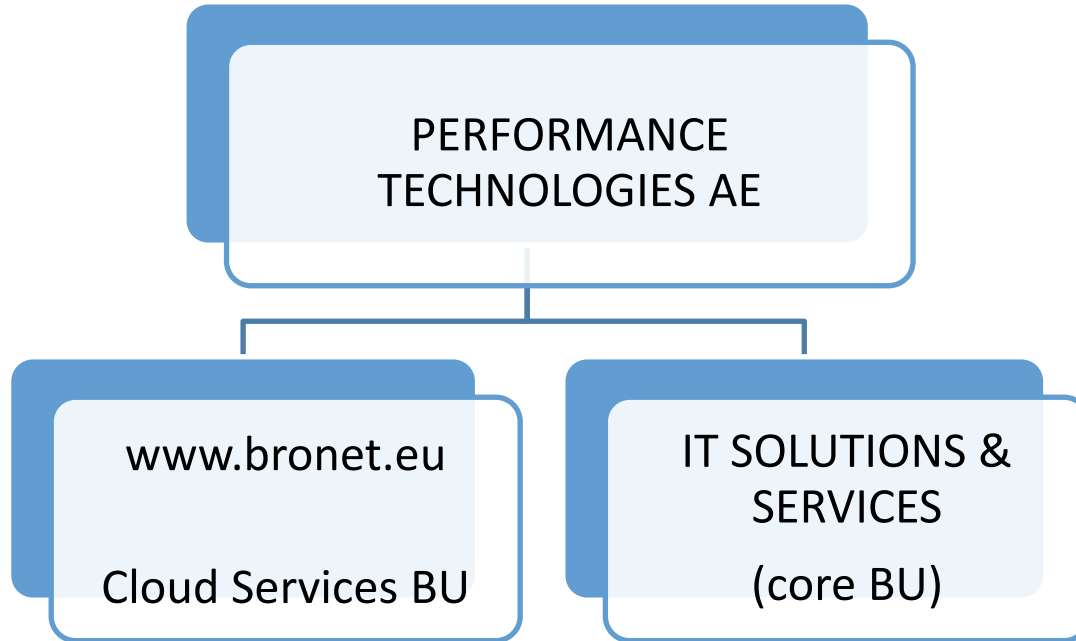 PERFORMANCE
TECHNOLOGIES AE
www.bronet.eu
Cloud Services BU
IT SOLUTIONS &
SERVICES
(core BU)